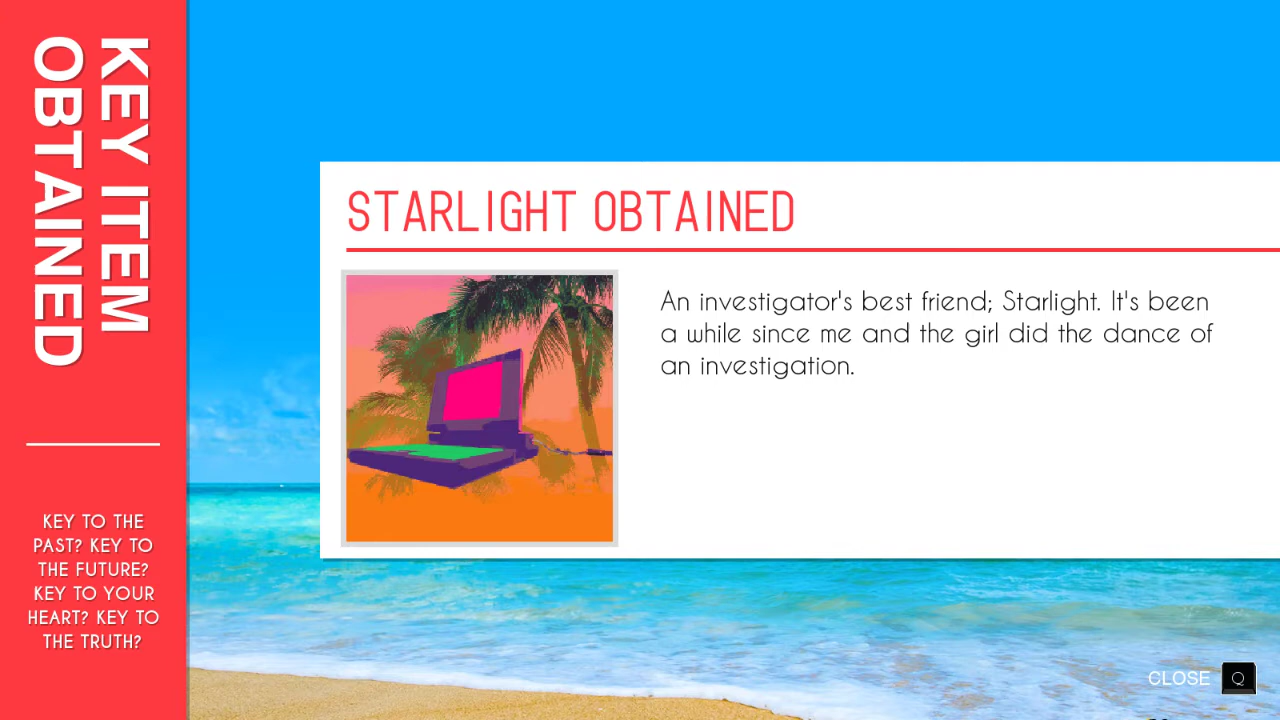 KEY ITEM
OBTAINED
KEY TO THE
PAST? KEY TO
THE FUTURE?
KEY TO YOUR
HEART? KEY TO
THE TRUTH?
STARLIGHT OBTAINED
An investigator's best friend; Starlight. It's been
a while since me and the girl did the dance of
an investigation.
CLOSE Q